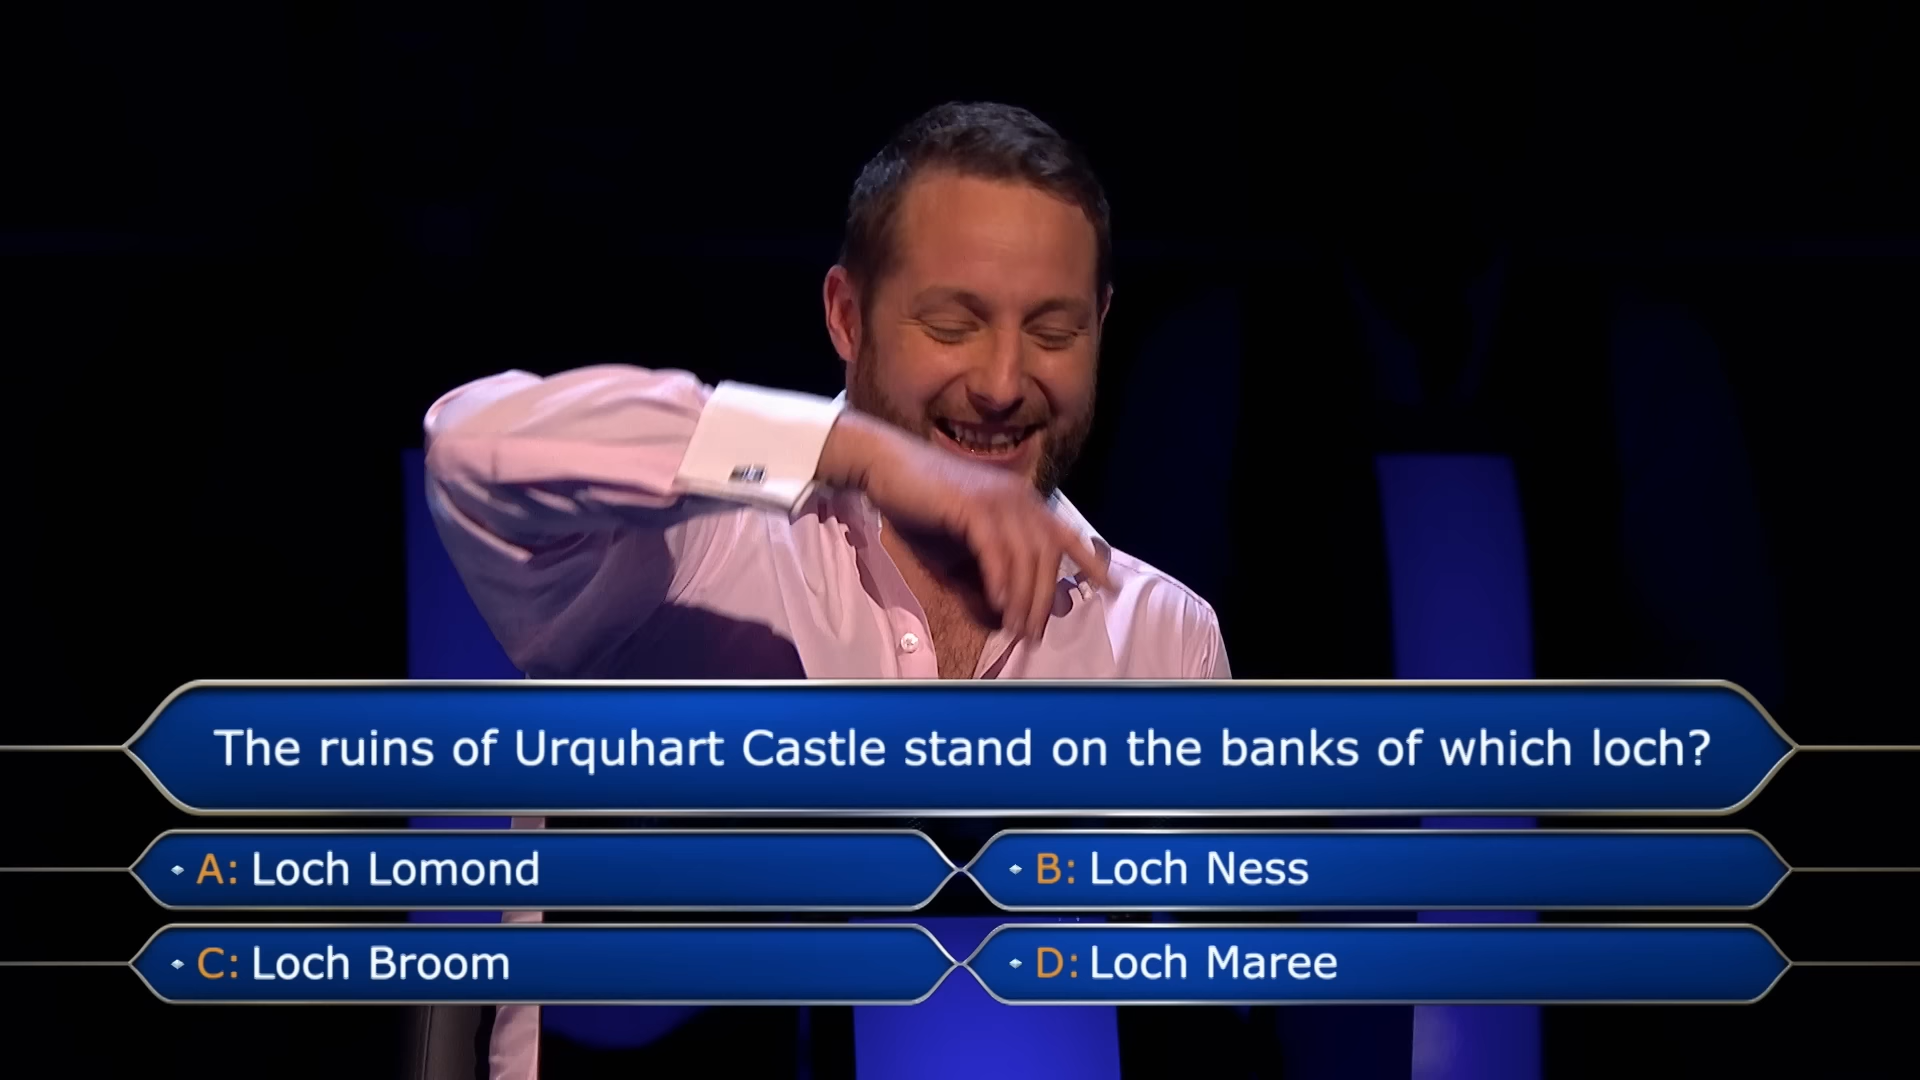 The ruins of Urquhart Castle stand on the banks of which loch?
A: Loch Lomond
B: Loch Ness
C: Loch Broom
D: Loch Maree